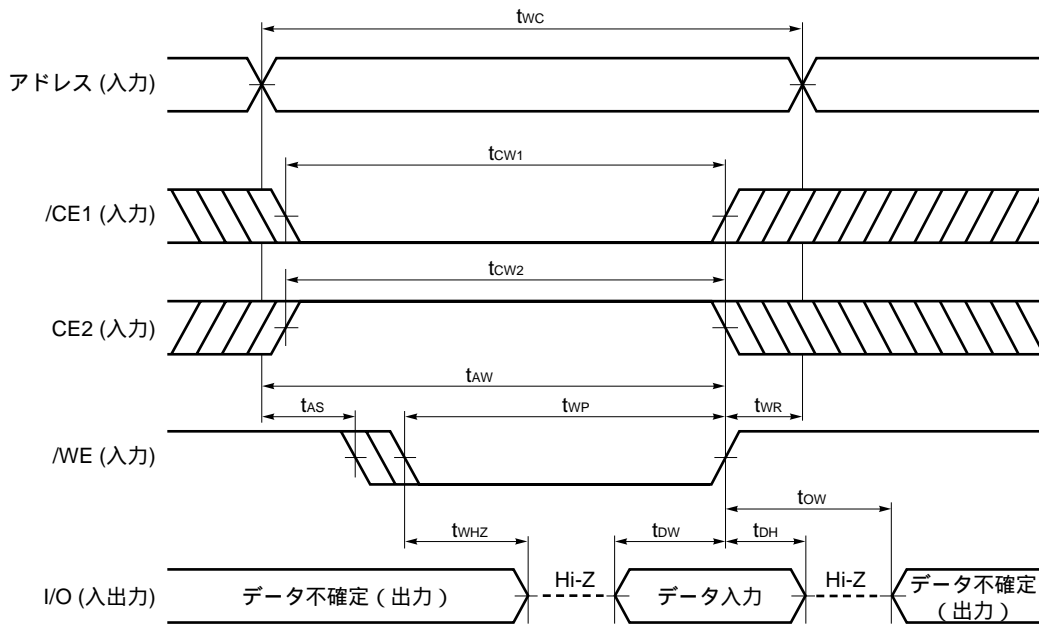 tWC
アドレス (入力)
tCW1
/CE1 (入力)
tCW2
CE2 (入力)
tAW
tAS
tWP
tWR
/WE (入力)
tOW
tWHZ
tDW
tDH
I/O (入出力)
データ不確定 ( 出力 )
Hi-Z
データ入力
Hi-Z
データ不確定
( 出力 )